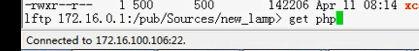 -rwxr--r-- 1 500 500 142206 Apr 11 08:14 xc
lftp 172.16.0.1:/pub/Sources/new_lamp> get php
Connected to 172.16.100.106:22.